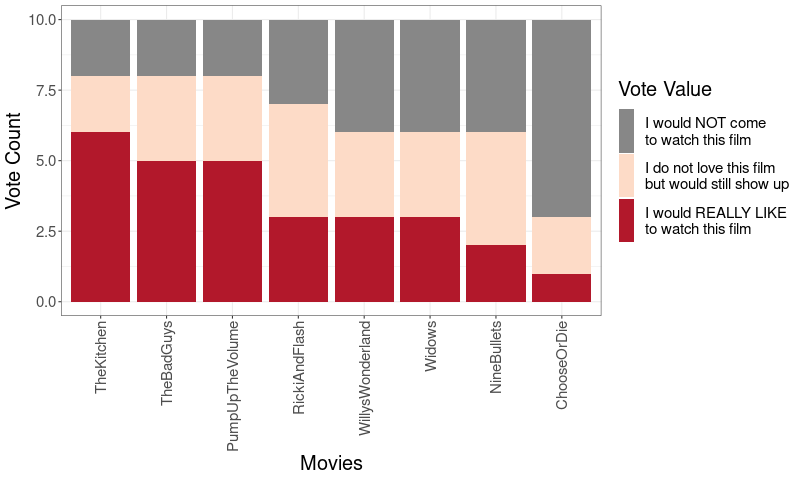 Vote Count
10.0
7.5
5.0
2.5
0.0
TheKitchen
TheBadGuys
PumpUpTheVolume
RickiAndFlash
WillysWonderland
Widows
NineBullets
ChooseOrDie
Movies
Vote Value
I would NOT come
to watch this film
I do not love this film
but would still show up
I would REALLY LIKE
to watch this film